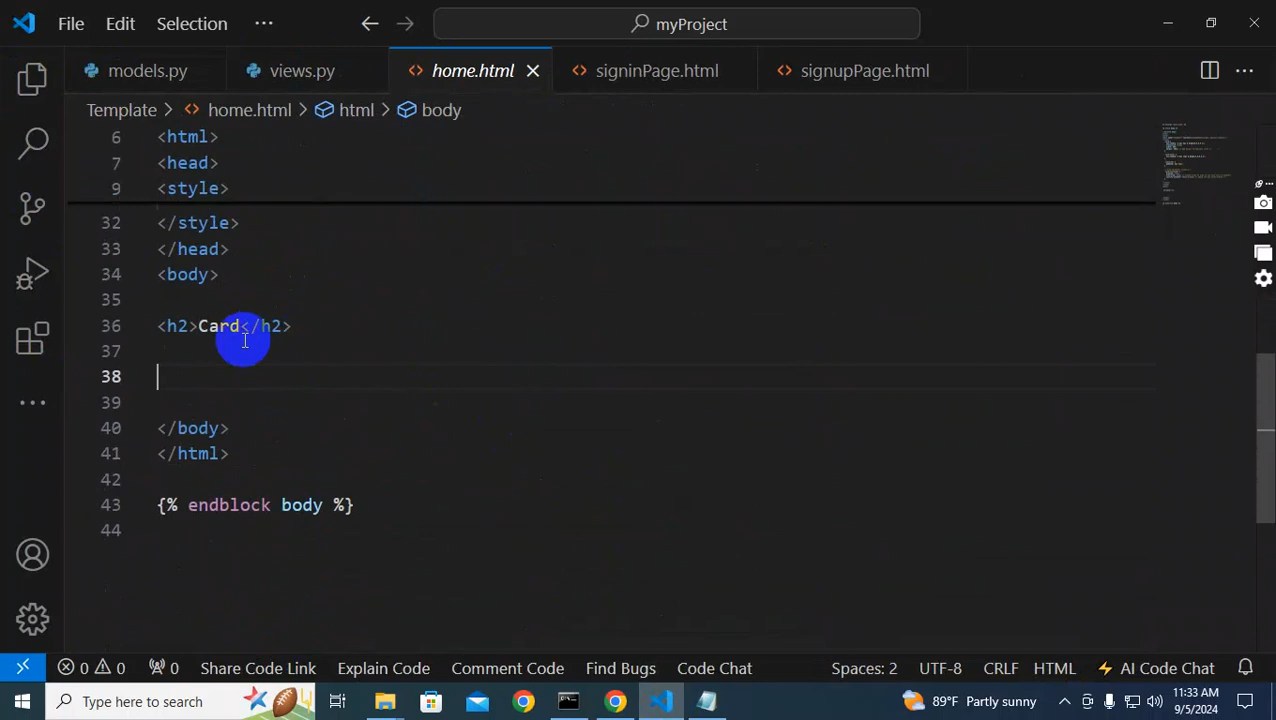 File Edit Selection ··· myProject
models.py views.py home.html signinPage.html signupPage.html
Template > home.html > html > body
6 <html>
7 <head>
9 <style>
32 </style>
33 </head>
34 <body>
35
36 <h2>Card</h2>
37
38
39
40 </body>
41 </html>
42
43 {% endblock body %}
44
0 0 0 Share Code Link Explain Code Comment Code Find Bugs Code Chat Spaces: 2 UTF-8 CRLF HTML AI Code Chat
Type here to search 89°F Partly sunny 11:33 AM
9/5/2024